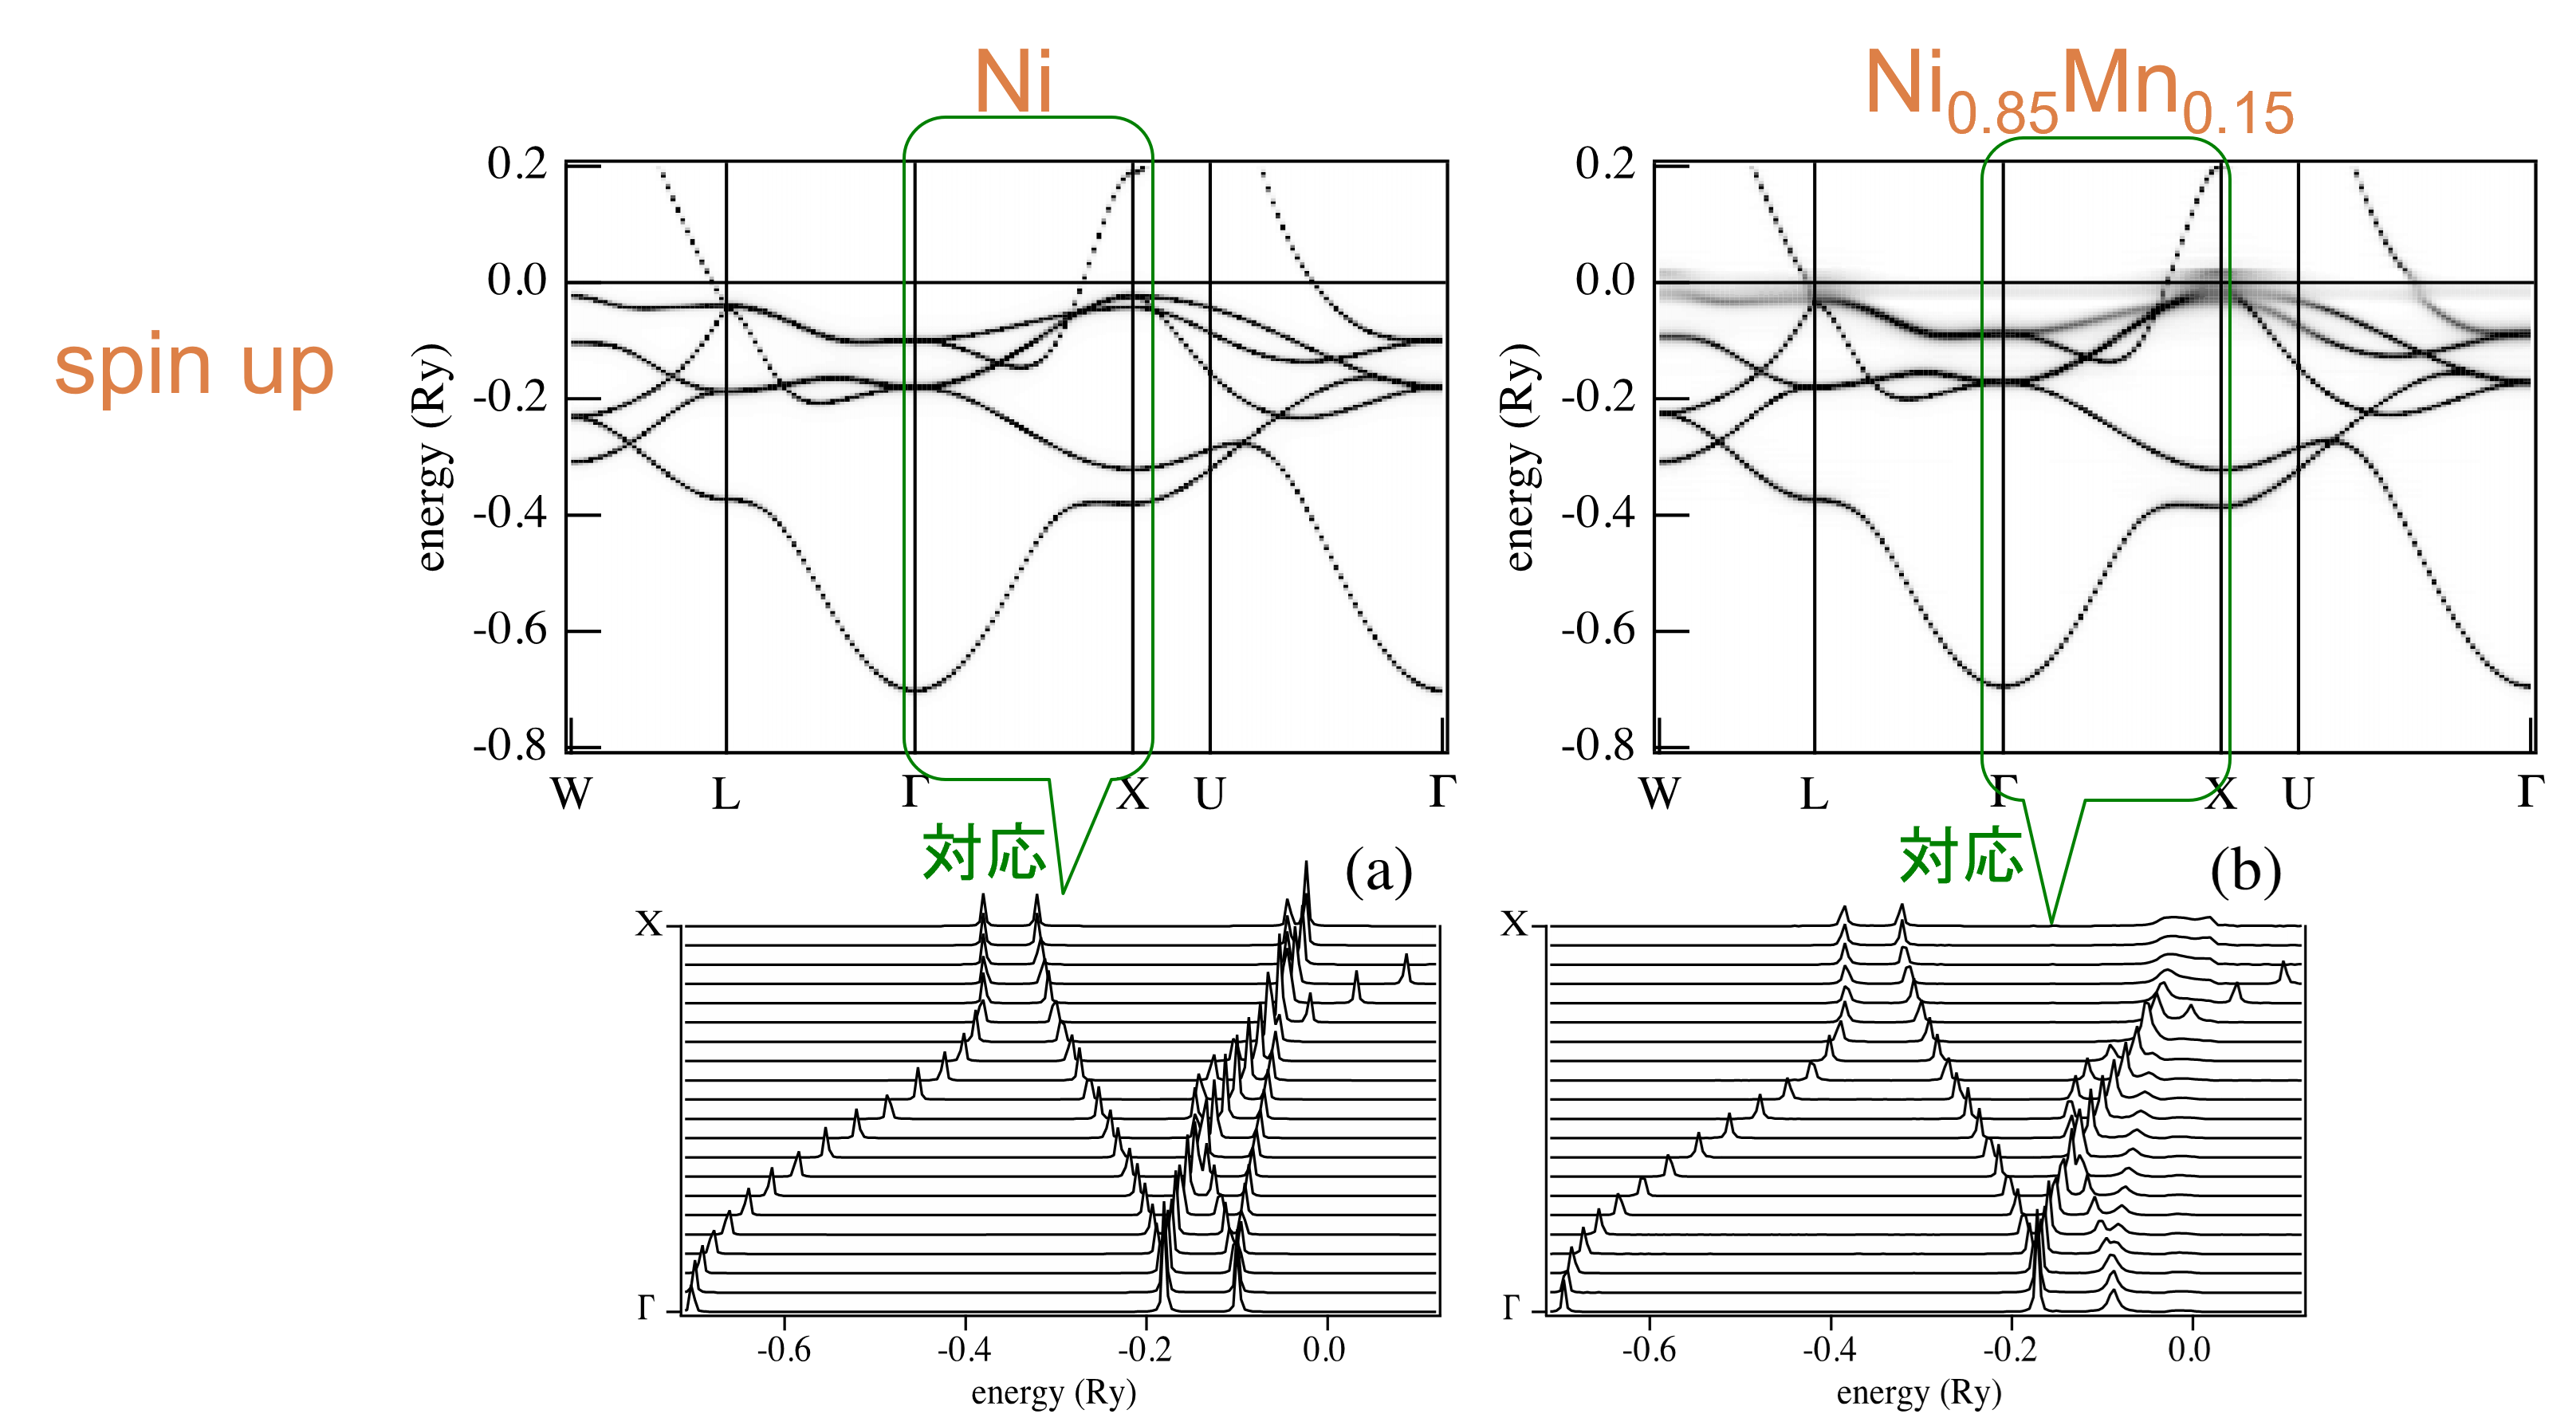 Ni
Ni0.85Mn0.15
spin up
energy (Ry)
0.2
0.0
-0.2
-0.4
-0.6
-0.8
W L Γ X U Γ
energy (Ry)
0.2
0.0
-0.2
-0.4
-0.6
-0.8
W L Γ X U Γ
対応
(a)
X
Γ
-0.6 -0.4 -0.2 0.0
energy (Ry)
対応
(b)
X
Γ
-0.6 -0.4 -0.2 0.0
energy (Ry)